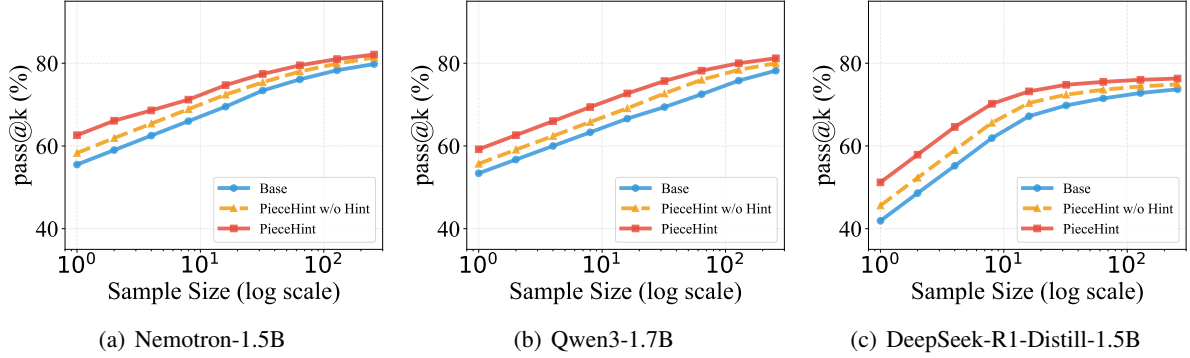 80
60
40
pass@k (%)
10^0
10^1
10^2
Sample Size (log scale)
Base
PieceHint w/o Hint
PieceHint
(a) Nemotron-1.5B
80
60
40
pass@k (%)
10^0
10^1
10^2
Sample Size (log scale)
Base
PieceHint w/o Hint
PieceHint
(b) Qwen3-1.7B
80
60
40
pass@k (%)
10^0
10^1
10^2
Sample Size (log scale)
Base
PieceHint w/o Hint
PieceHint
(c) DeepSeek-R1-Distill-1.5B